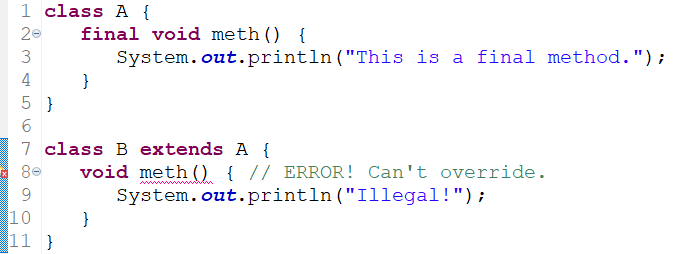 1 class A {
2 final void meth() {
3 System.out.println("This is a final method.");
4 }
5 }
6
7 class B extends A {
8 void meth() { // ERROR! Can't override.
9 System.out.println("Illegal!");
10 }
11 }